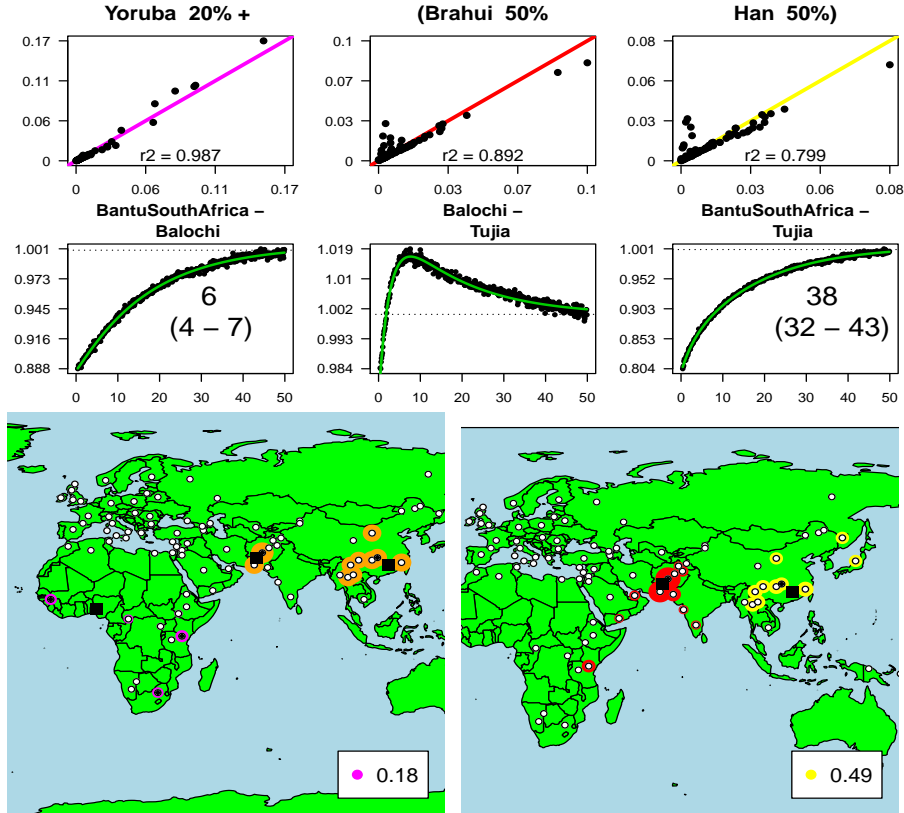 Yoruba 20% + (Brahui 50% Han 50%)
0.17
0.11
0.06
0
r2 = 0.987
0 0.06 0.11 0.17
0.1
0.07
0.03
0
r2 = 0.892
0 0.03 0.07 0.1
0.08
0.06
0.03
0
r2 = 0.799
0 0.03 0.06 0.08
BantuSouthAfrica –
Balochi
1.001
0.973
0.945
0.916
0.888
6
(4 – 7)
0 10 20 30 40 50
Balochi –
Tujia
1.019
1.01
1.002
0.993
0.984
0 10 20 30 40 50
BantuSouthAfrica –
Tujia
1.001
0.952
0.903
0.853
0.804
38
(32 – 43)
0 10 20 30 40 50
0.18
0.49